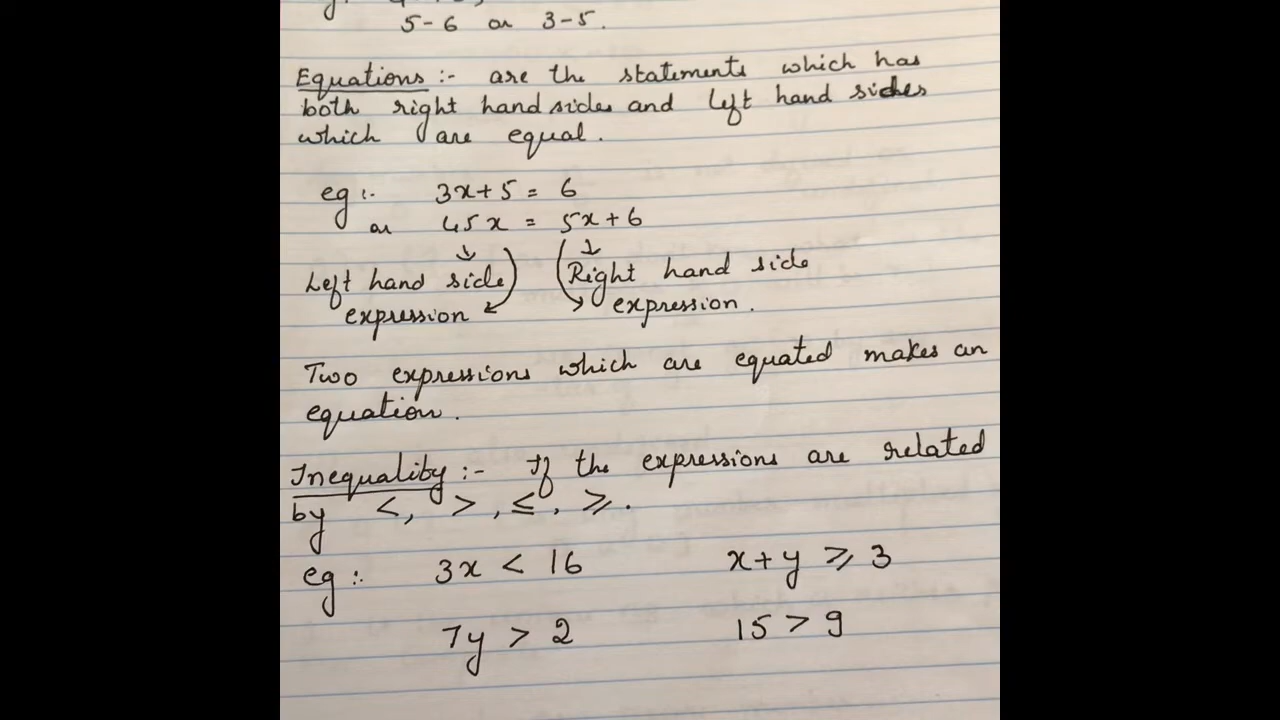 5-6 or 3-5.
Equations :- are the statements which has
both right hand sides and left hand sides
which are equal.
eg :- 3x+5 = 6
or 45x = 5x+6
Left hand side Right hand side
expression expression.
Two expressions which are equated makes an
equation.
Inequality :- If the expressions are related
by <, >, ≤, ≥.
eg :- 3x < 16 x+y ≥ 3
7y > 2 15 > 9